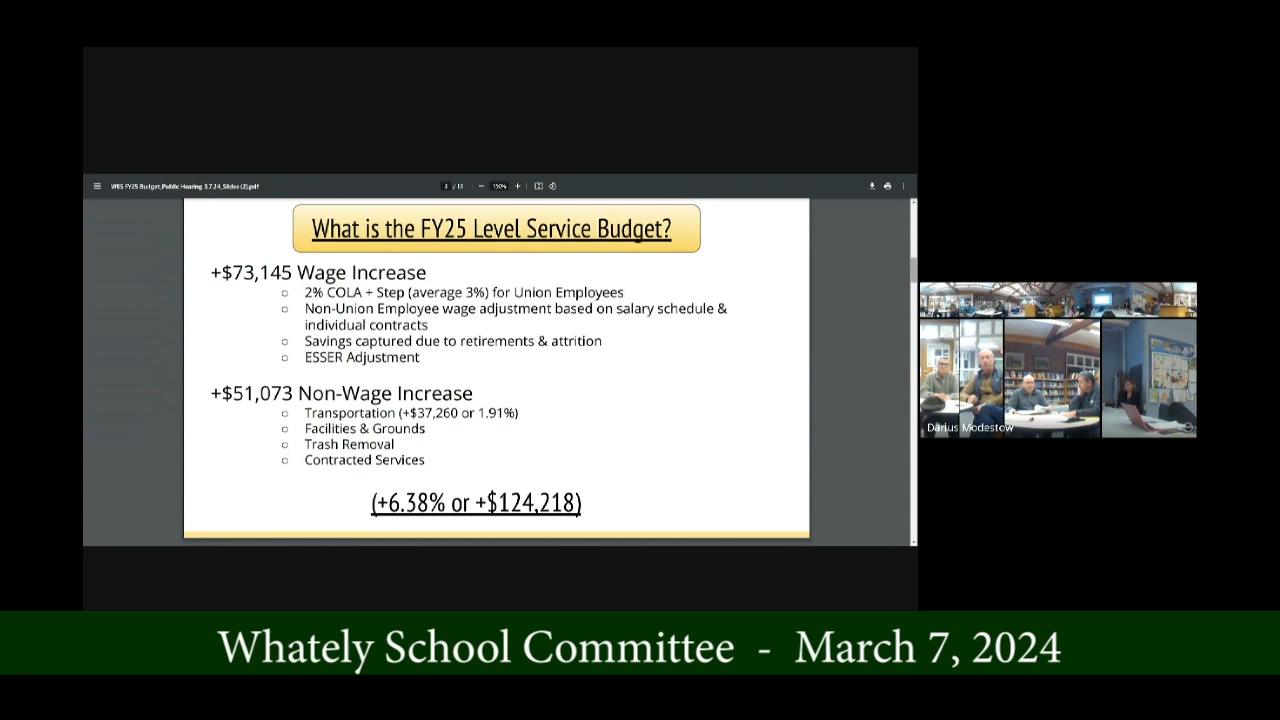 WES FY25 Budget_Public Hearing 3.7.24_Slides (2).pdf
3 / 13
150%
What is the FY25 Level Service Budget?
+$73,145 Wage Increase
○ 2% COLA + Step (average 3%) for Union Employees
○ Non-Union Employee wage adjustment based on salary schedule &
individual contracts
○ Savings captured due to retirements & attrition
○ ESSER Adjustment
+$51,073 Non-Wage Increase
○ Transportation (+$37,260 or 1.91%)
○ Facilities & Grounds
○ Trash Removal
○ Contracted Services
(+6.38% or +$124,218)
Darius Modestow
Whately School Committee - March 7, 2024